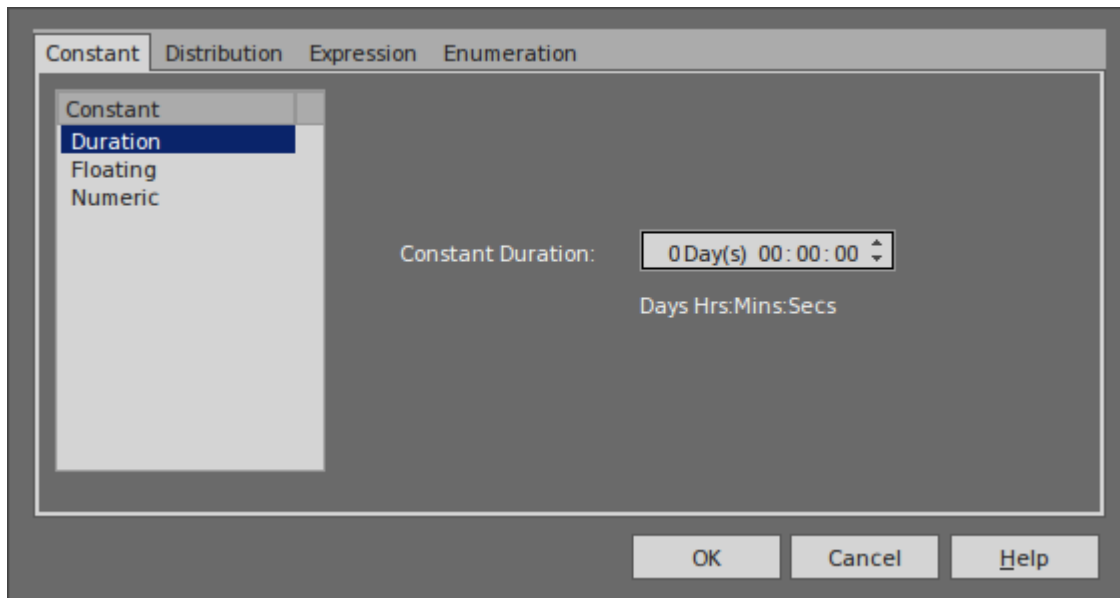 Constant Distribution Expression Enumeration
Constant
Duration
Floating
Numeric
Constant Duration: 0 Day(s) 00:00:00
Days Hrs:Mins:Secs
OK Cancel Help